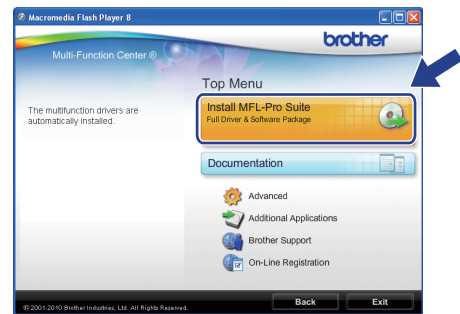 Macromedia Flash Player 8
brother
Multi-Function Center ®
Top Menu
The multifunction drivers are
automatically installed.
Install MFL-Pro Suite
Full Driver & Software Package
Documentation
Advanced
Additional Applications
Brother Support
On-Line Registration
© 2001-2010 Brother Industries, Ltd. All Rights Reserved.
Back
Exit